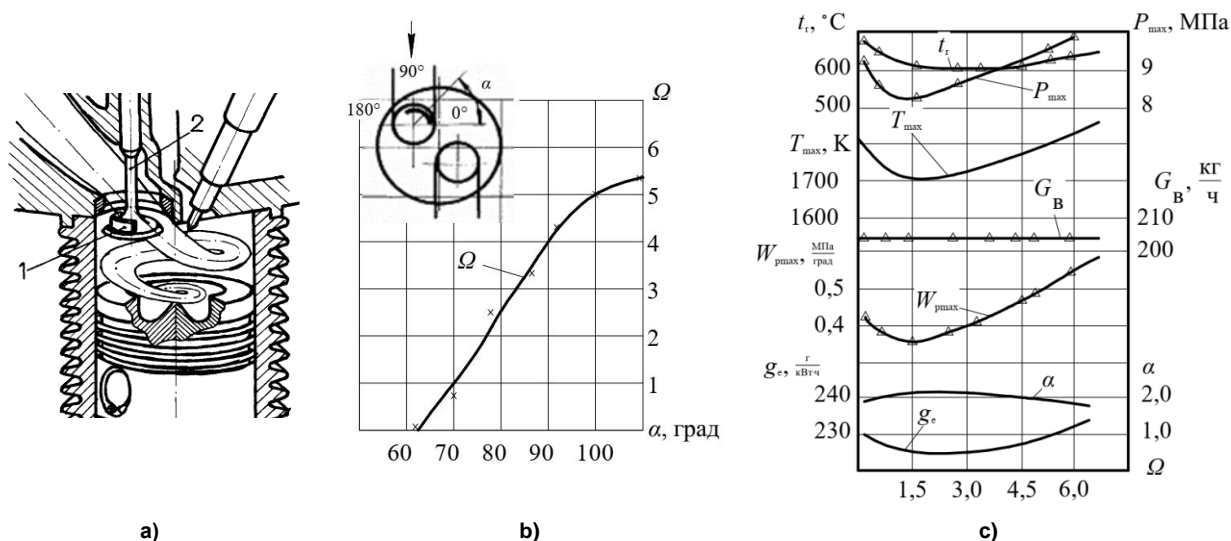 2
1
a)
90°
α
180°
0°
Ω
6
5
4
3
2
1
Ω
α, град
60 70 80 90 100
b)
t_г, °C
600
500
T_max, K
1700
1600
W_pmax, МПа/град
0,5
0,4
g_e, г/кВт·ч
240
230
t_г
P_max
T_max
G_В
W_pmax
α
g_e
P_max, МПа
9
8
G_В, кг/ч
210
200
α
2,0
1,0
Ω
1,5 3,0 4,5 6,0
c)